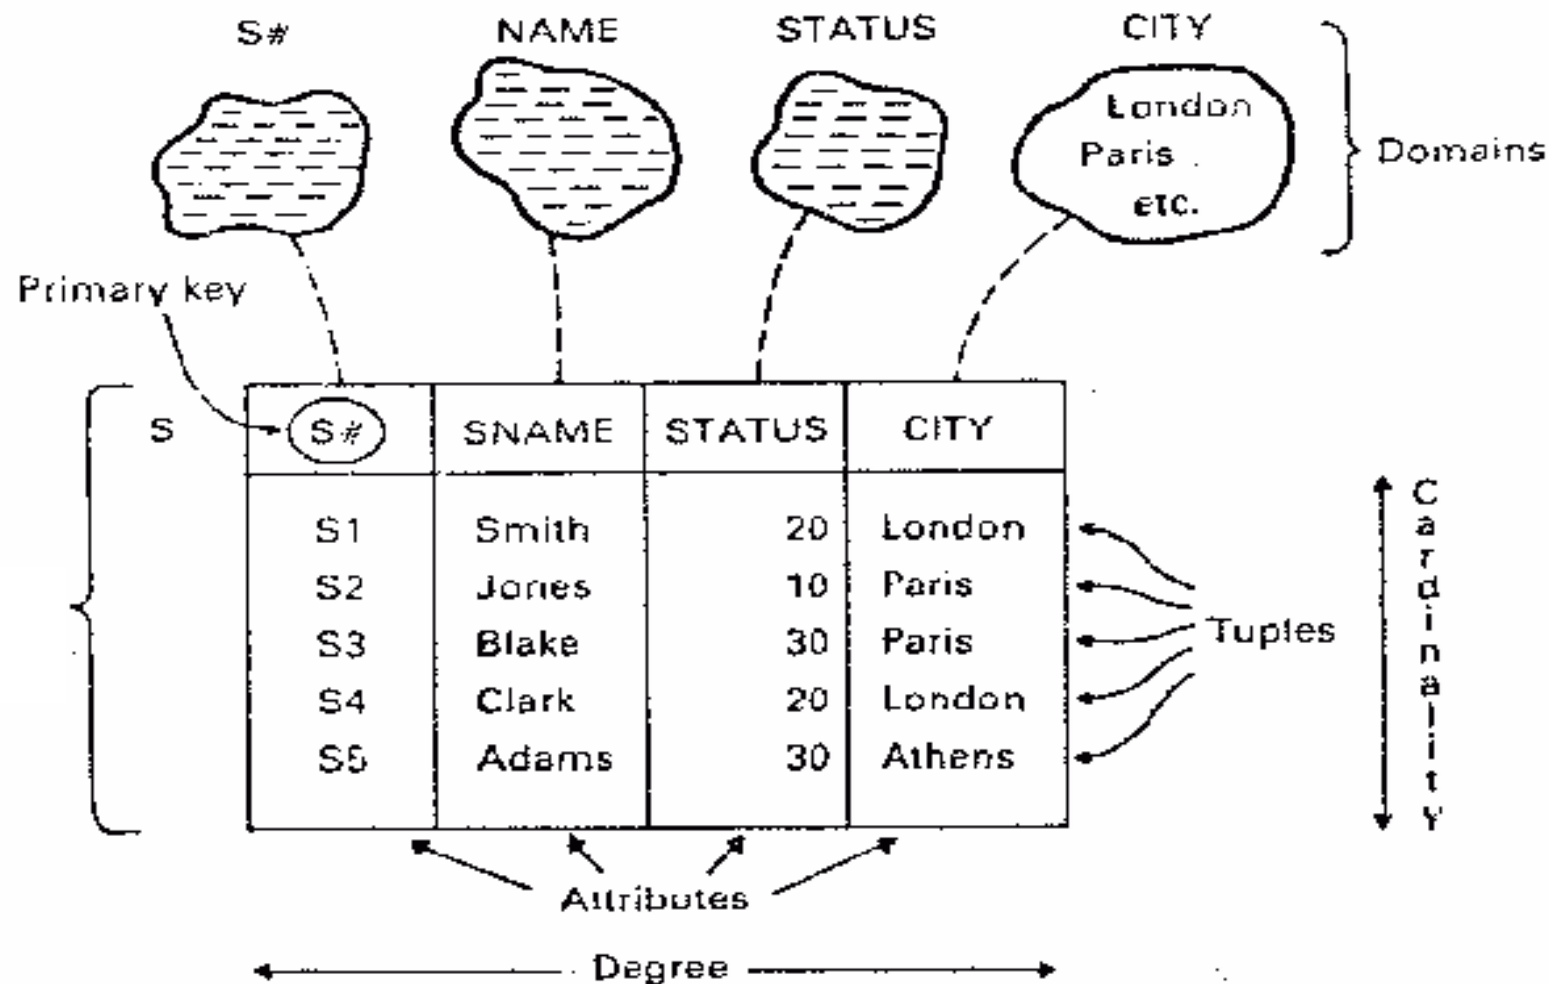 S# NAME STATUS CITY
London
Paris
etc.
Domains
Primary key
S S# SNAME STATUS CITY
S1 Smith 20 London
S2 Jones 10 Paris
S3 Blake 30 Paris
S4 Clark 20 London
S5 Adams 30 Athens
Tuples
Cardinality
Attributes
Degree